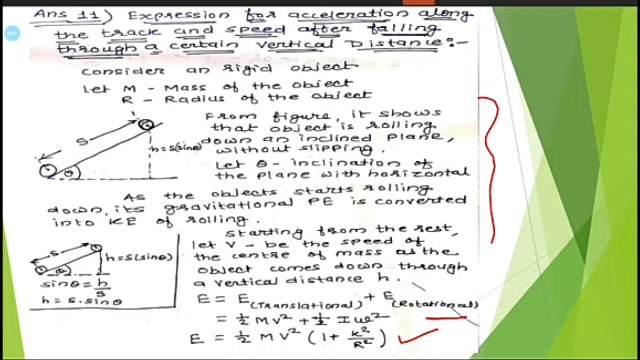 Ans 11) Expression for acceleration along
the track and speed after falling
through a certain vertical Distance:-
Consider an rigid object.
Let M - Mass of the object
R - Radius of the object
From figure, it shows
that object is rolling
down an inclined plane,
without slipping.
Let θ - inclination of
the plane with horizontal
S
h=s(sinθ)
θ
As the objects starts rolling
down, its gravitational PE is converted
into KE of rolling.
Starting from the rest,
let V - be the speed of
the centre of mass as the
object comes down through
a vertical distance h.
S
h=s(sinθ)
θ
sinθ = h/s
h = s. sinθ
E = E(Translational) + E(Rotational)
= ½ MV² + ½ Iω²
E = ½ MV² (1 + K²/R²)